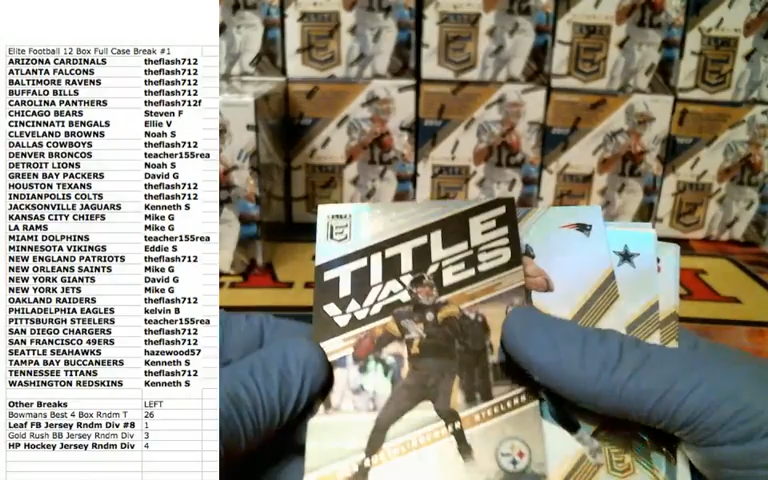 Elite Football 12 Box Full Case Break #1
ARIZONA CARDINALS theflash712
ATLANTA FALCONS theflash712
BALTIMORE RAVENS theflash712
BUFFALO BILLS theflash712
CAROLINA PANTHERS theflash712f
CHICAGO BEARS Steven F
CINCINNATI BENGALS Ellie V
CLEVELAND BROWNS Noah S
DALLAS COWBOYS theflash712
DENVER BRONCOS teacher155rea
DETROIT LIONS Noah S
GREEN BAY PACKERS David G
HOUSTON TEXANS theflash712
INDIANPOLIS COLTS theflash712
JACKSONVILLE JAGUARS Kenneth S
KANSAS CITY CHIEFS Mike G
LA RAMS Mike G
MIAMI DOLPHINS teacher155rea
MINNESOTA VIKINGS Eddie S
NEW ENGLAND PATRIOTS theflash712
NEW ORLEANS SAINTS Mike G
NEW YORK GIANTS David G
NEW YORK JETS Mike G
OAKLAND RAIDERS theflash712
PHILADELPHIA EAGLES kelvin B
PITTSBURGH STEELERS teacher155rea
SAN DIEGO CHARGERS theflash712
SAN FRANCISCO 49ERS theflash712
SEATTLE SEAHAWKS hazewood57
TAMPA BAY BUCCANEERS Kenneth S
TENNESSEE TITANS theflash712
WASHINGTON REDSKINS Kenneth S
Other Breaks LEFT
Bowmans Best 4 Box Rndm T 26
Leaf FB Jersey Rndm Div #8 1
Gold Rush BB Jersey Rndm Div 3
HP Hockey Jersey Rndm Div 4
ELITE
TITLE
WAVES
STEELERS